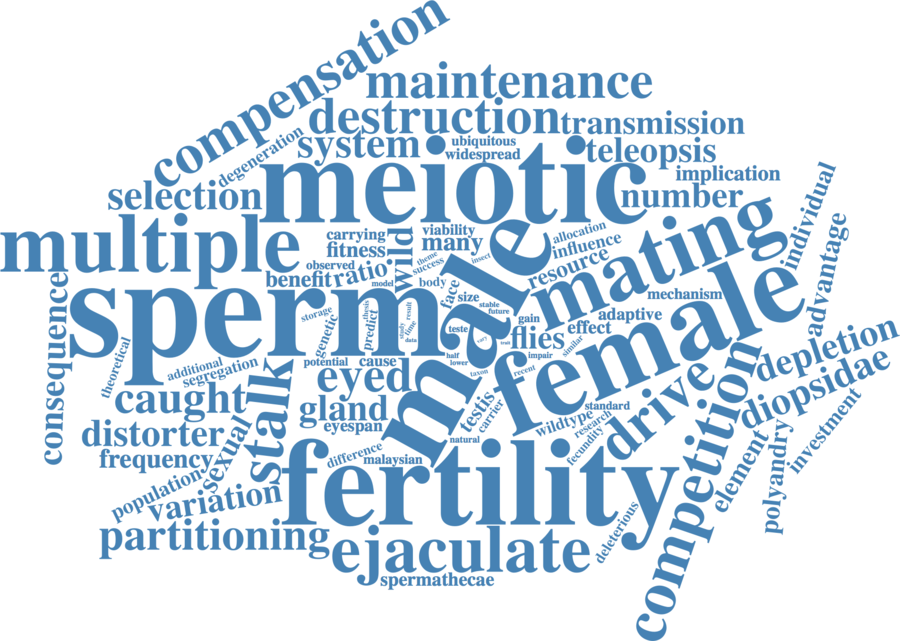 compensation
maintenance
destruction
transmission
degeneration
system
ubiquitous
widespread
teleopsis
implication
selection
meiotic
number
individual
multiple
carrying
fitness
wild
viability
many
allocation
influence
resource
mating
advantage
observed
benefit
ratio
model
theme
success
insect
body
face
male
female
mechanism
consequence
sperm
storage
genetic
thesis
predict
study
time
result
data
size
stable
future
teste
gain
flies
adaptive
effect
theoretical
additional
segregation
potential
cause
half
lower
vary
test
impair
similar
depletion
caught
stalk
eyed
taxon
recent
drive
diopsidae
gland
eyespan
testis
carrier
standard
wildtype
research
fecundity
competition
investment
distorter
frequency
sexual
difference
malaysian
natural
element
polyandry
population
variation
fertility
partitioning
ejaculate
deleterious
spermathecae